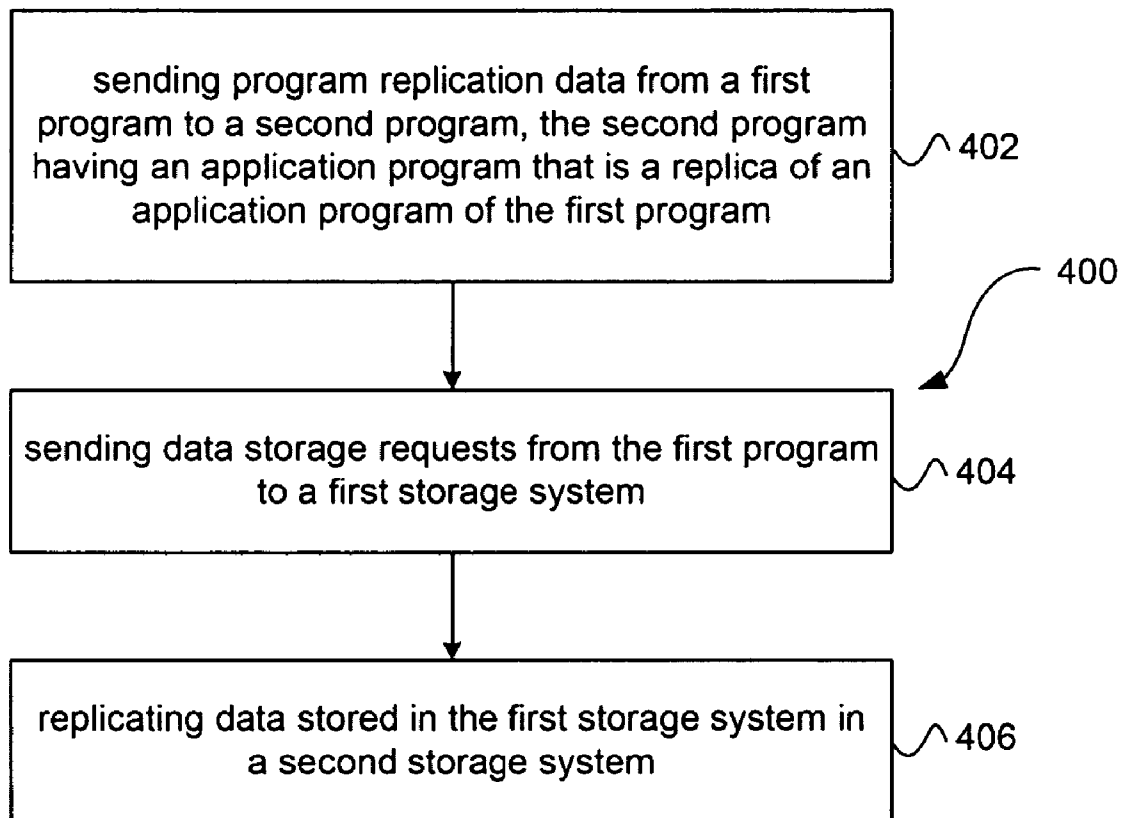 sending program replication data from a first
program to a second program, the second program
having an application program that is a replica of an
application program of the first program
402
400
sending data storage requests from the first program
to a first storage system
404
replicating data stored in the first storage system in
a second storage system
406